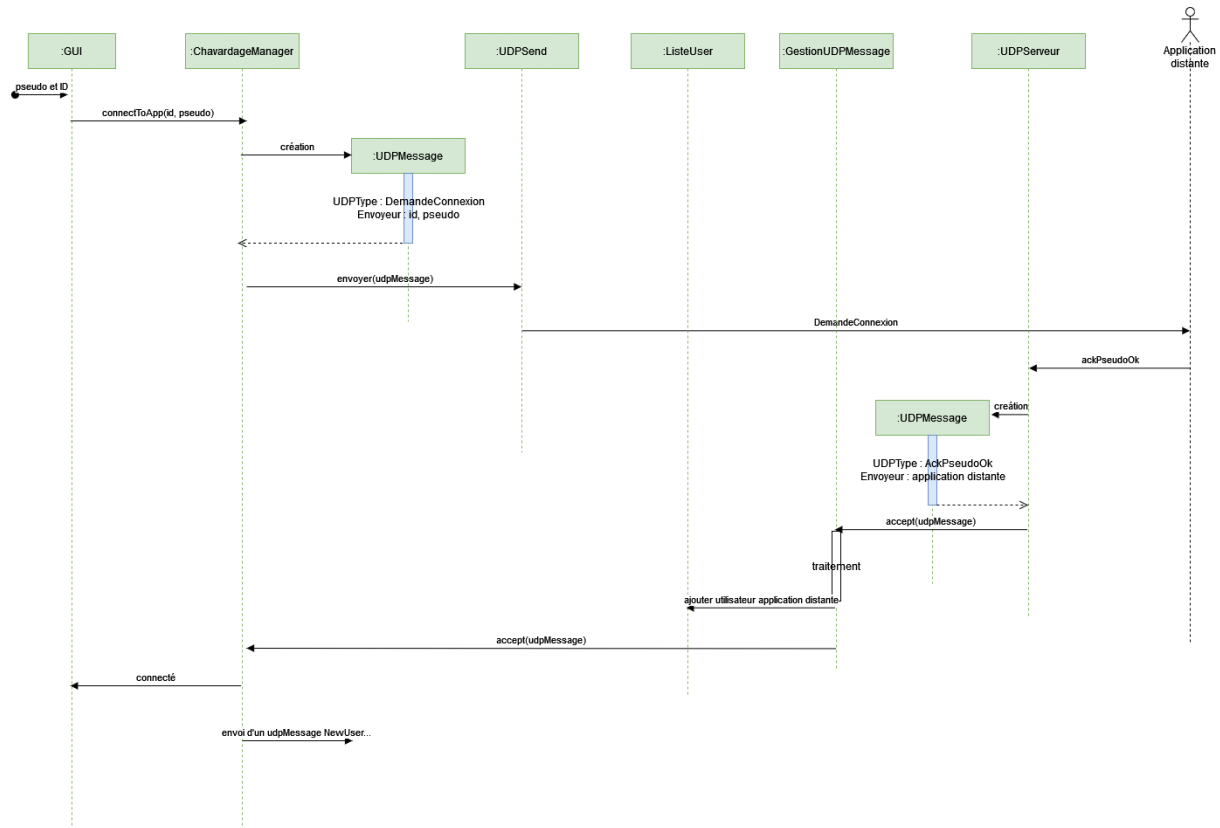 :GUI
:ChavardageManager
:UDPSend
:ListeUser
:GestionUDPMessage
:UDPServeur
Application
distante
pseudo et ID
connectToApp(id, pseudo)
création
:UDPMessage
UDPType : DemandeConnexion
Envoyeur : id, pseudo
envoyer(udpMessage)
DemandeConnexion
ackPseudoOk
création
:UDPMessage
UDPType : AckPseudoOk
Envoyeur : application distante
accept(udpMessage)
traitement
ajouter utilisateur application distante
accept(udpMessage)
connecté
envoi d'un udpMessage NewUser...